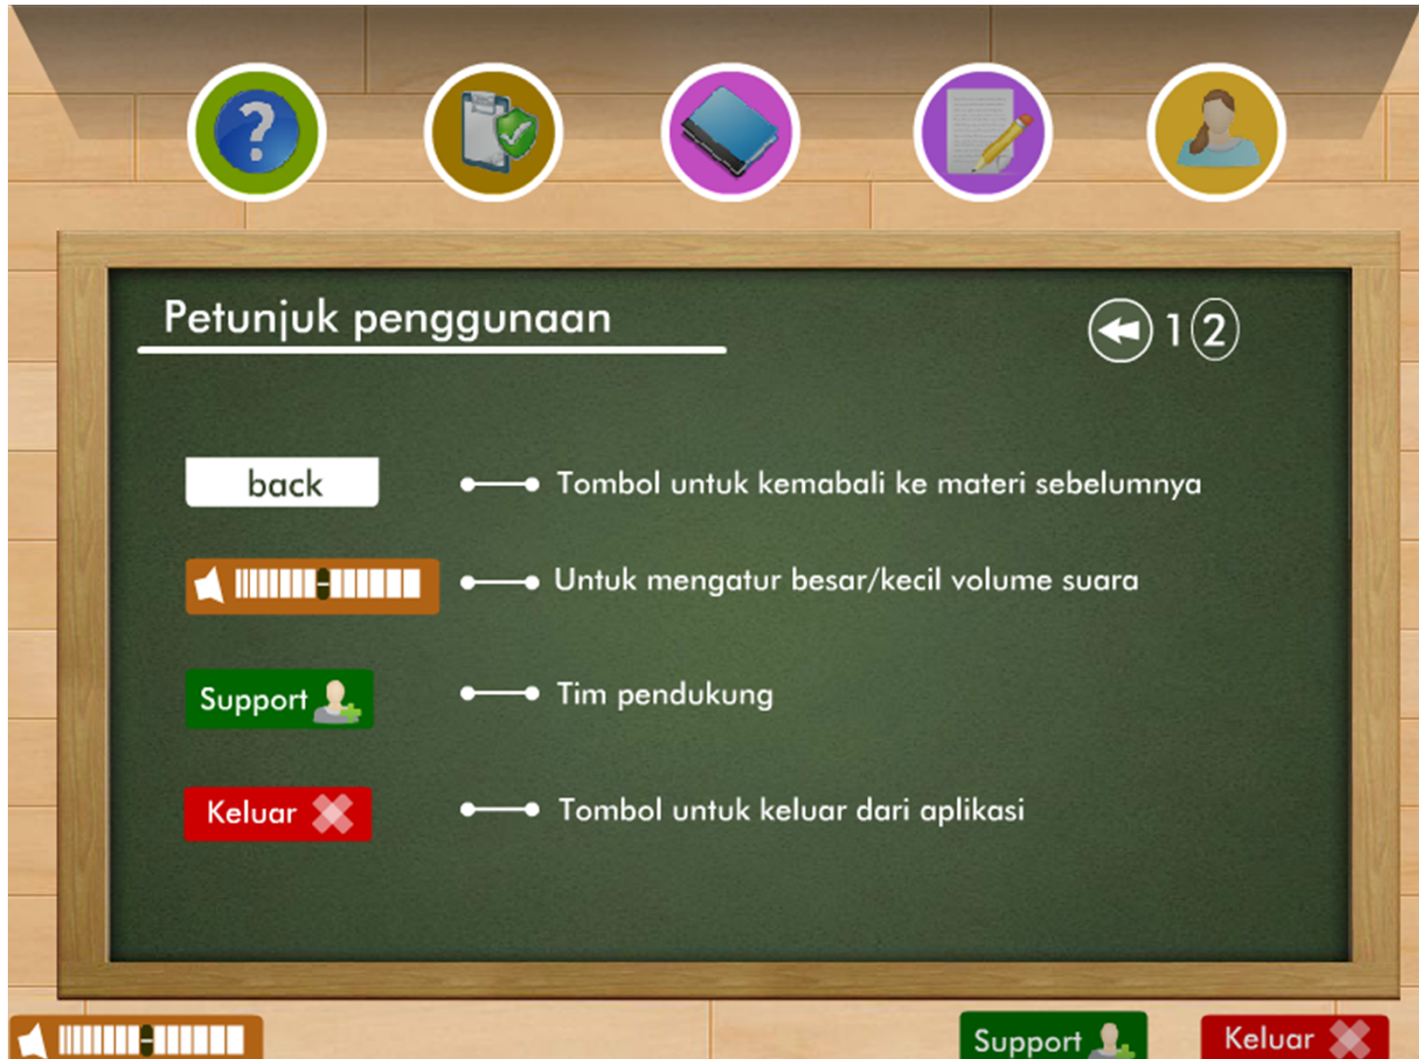 ?
Petunjuk penggunaan
1 2
back
Tombol untuk kemabali ke materi sebelumnya
Untuk mengatur besar/kecil volume suara
Support
Tim pendukung
Keluar
Tombol untuk keluar dari aplikasi
Support
Keluar